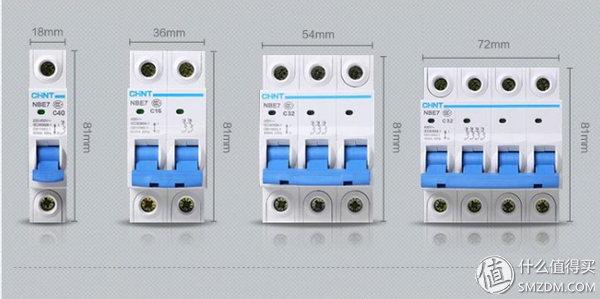 18mm
36mm
54mm
72mm
CHNT
NBE7
C40
81mm
CHNT
NBE7
C16
81mm
CHNT
NBE7
C32
81mm
CHNT
NBE7
C32
81mm
值 什么值得买
SMZDM.COM